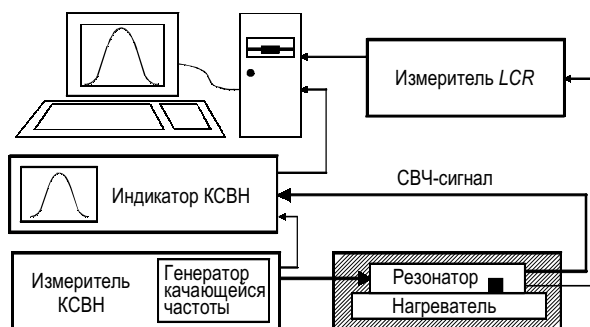 Измеритель LCR
Индикатор КСВН
СВЧ-сигнал
Измеритель
КСВН
Генератор
качающейся
частоты
Резонатор
Нагреватель